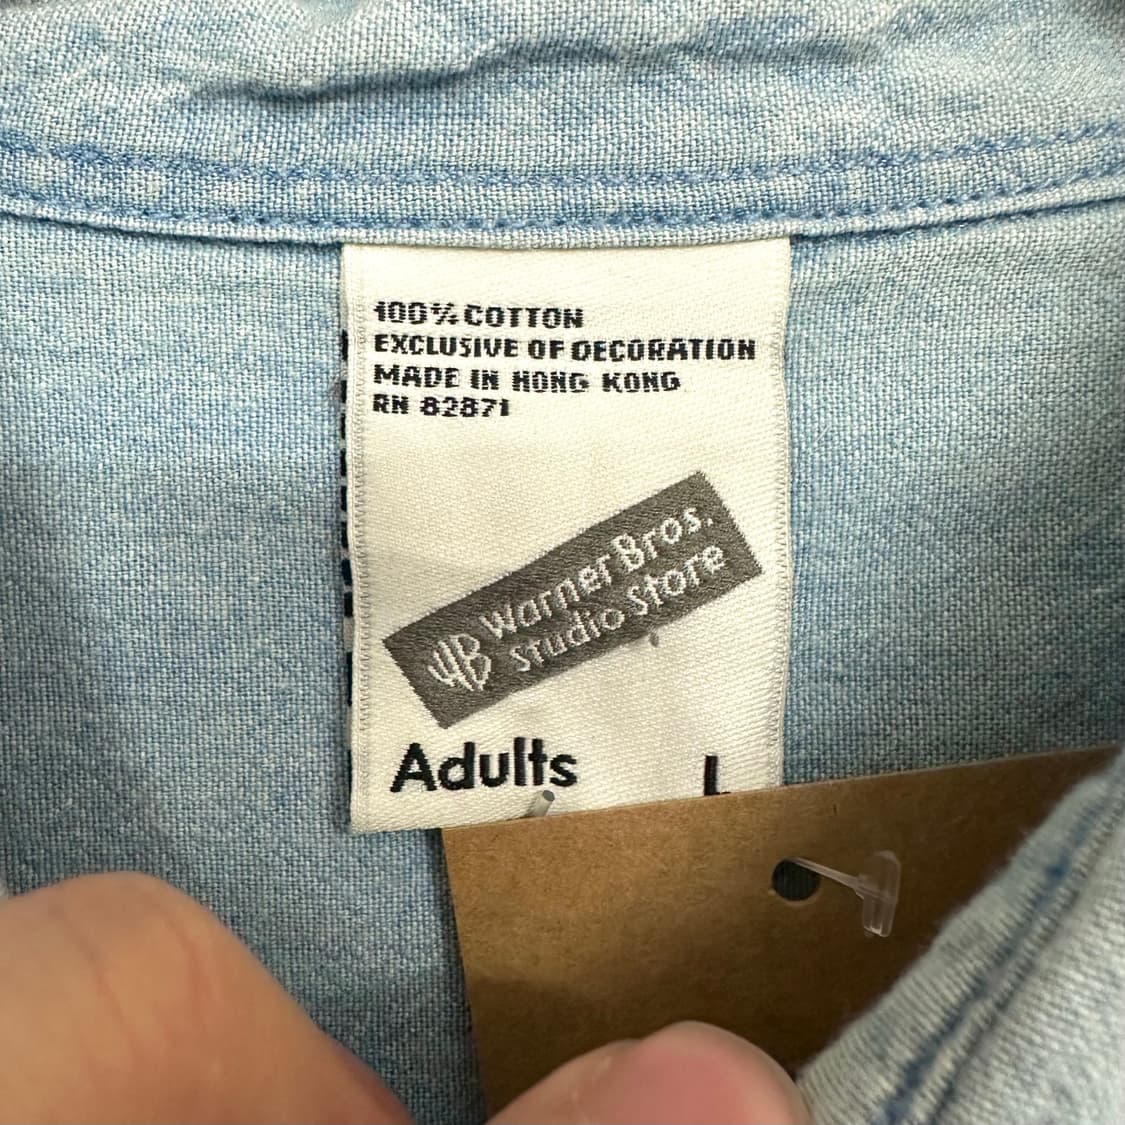 100% COTTON
EXCLUSIVE OF DECORATION
MADE IN HONG KONG
RN 82871
WB Warner Bros.
Studio Store
Adults L